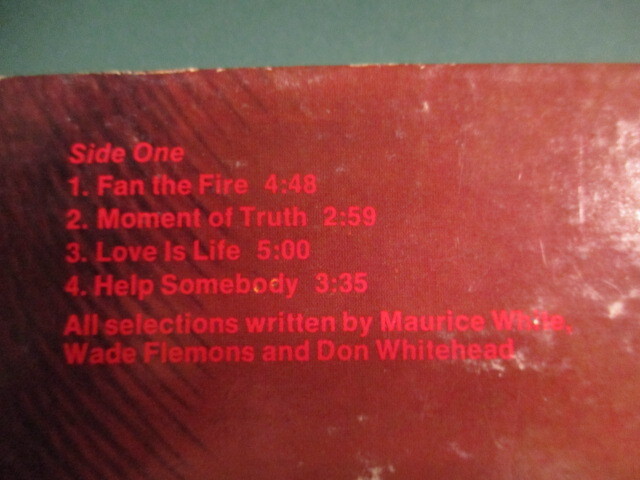 Side One
1. Fan the Fire 4:48
2. Moment of Truth 2:59
3. Love Is Life 5:00
4. Help Somebody 3:35
All selections written by Maurice White,
Wade Flemons and Don Whitehead